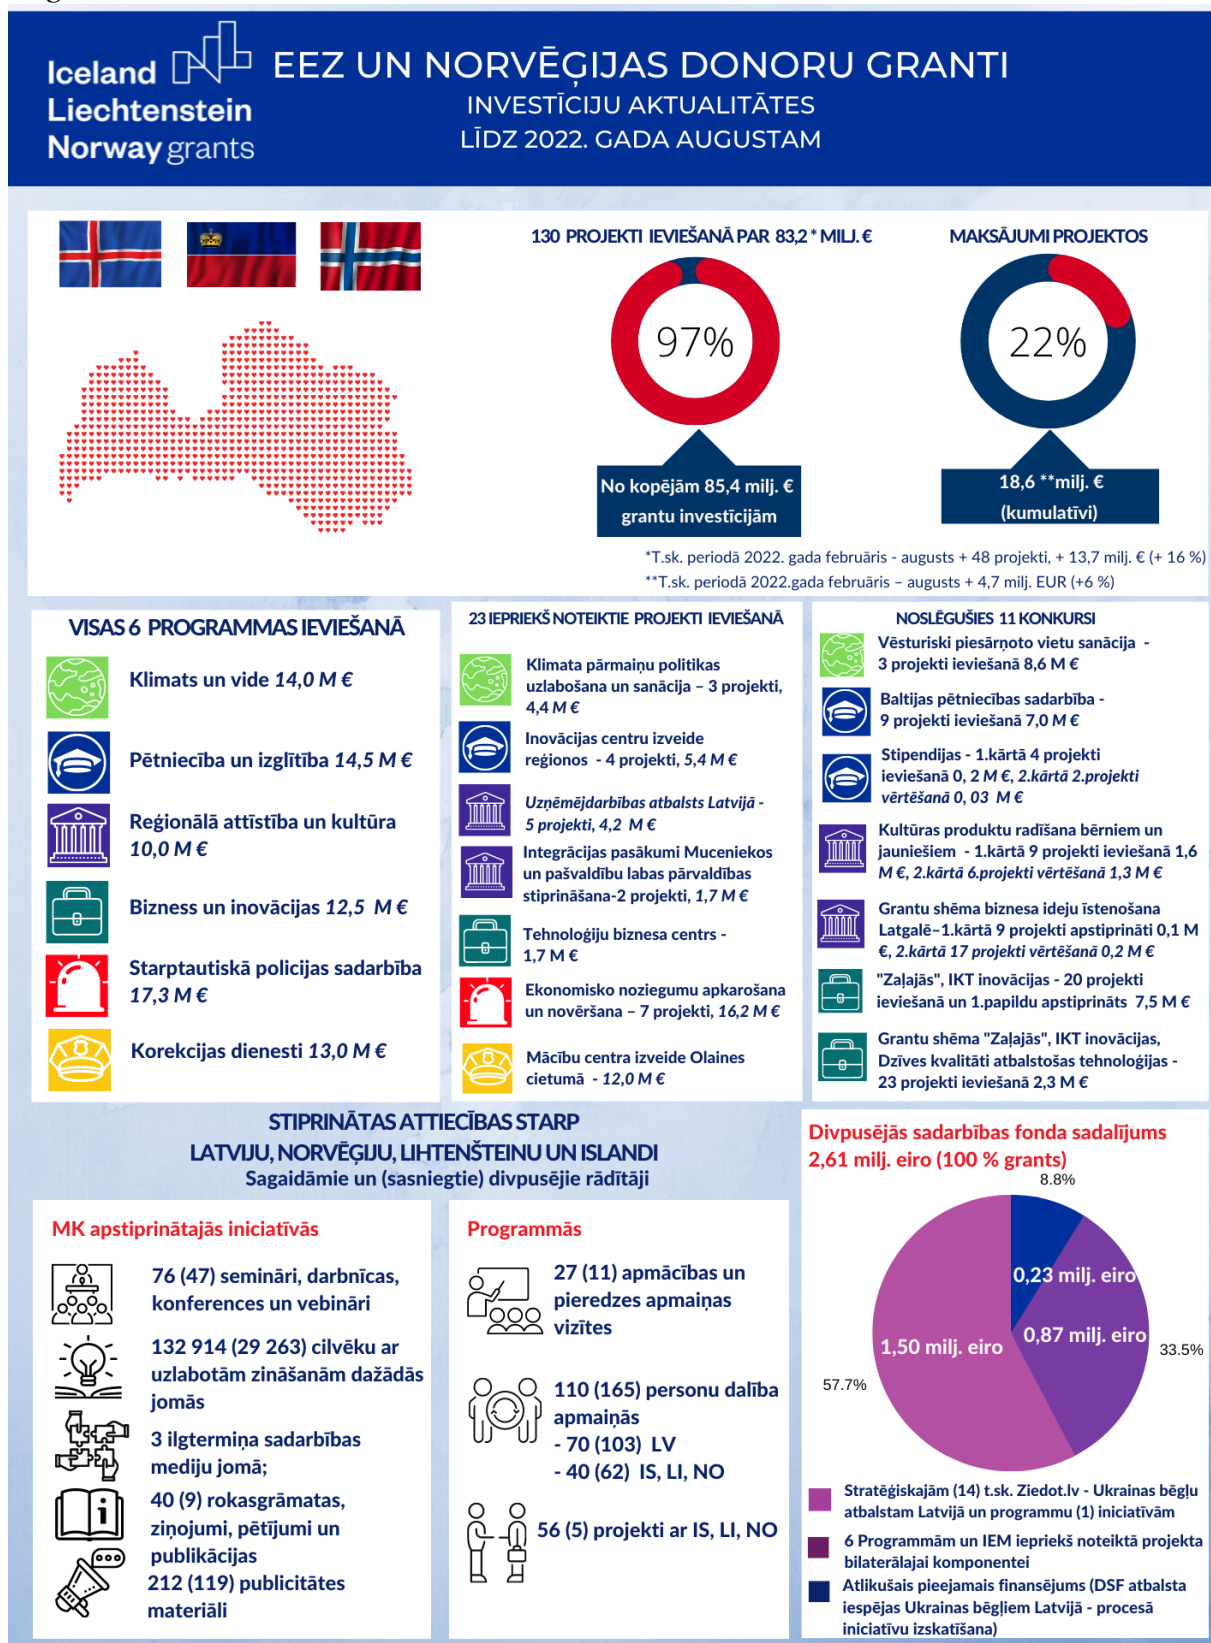 Iceland
Liechtenstein
Norway grants
EEZ UN NORVĒĢIJAS DONORU GRANTI
INVESTĪCIJU AKTUALITĀTES
LĪDZ 2022. GADA AUGUSTAM
130 PROJEKTI IEVIEŠANĀ PAR 83,2 * MILJ. €
97%
No kopējām 85,4 milj. €
grantu investīcijām
MAKSĀJUMI PROJEKTOS
22%
18,6 **milj. €
(kumulatīvi)
*T.sk. periodā 2022. gada februāris - augusts + 48 projekti, + 13,7 milj. € (+ 16 %)
**T.sk. periodā 2022.gada februāris – augusts + 4,7 milj. EUR (+6 %)
VISAS 6 PROGRAMMAS IEVIEŠANĀ
Klimats un vide 14,0 M €
Pētniecība un izglītība 14,5 M €
Reģionālā attīstība un kultūra
10,0 M €
Bizness un inovācijas 12,5 M €
Starptautiskā policijas sadarbība
17,3 M €
Korekcijas dienesti 13,0 M €
23 IEPRIEKŠ NOTEIKTIE PROJEKTI IEVIEŠANĀ
Klimata pārmaiņu politikas
uzlabošana un sanācija – 3 projekti,
4,4 M €
Inovācijas centru izveide
reģionos - 4 projekti, 5,4 M €
Uzņēmējdarbības atbalsts Latvijā -
5 projekti, 4,2 M €
Integrācijas pasākumi Muceniekos
un pašvaldību labas pārvaldības
stiprināšana-2 projekti, 1,7 M €
Tehnoloģiju biznesa centrs -
1,7 M €
Ekonomisko noziegumu apkarošana
un novēršana – 7 projekti, 16,2 M €
Mācību centra izveide Olaines
cietumā - 12,0 M €
NOSLĒGUŠIES 11 KONKURSI
Vēsturiski piesārņoto vietu sanācija -
3 projekti ieviešanā 8,6 M €
Baltijas pētniecības sadarbība -
9 projekti ieviešanā 7,0 M €
Stipendijas - 1.kārtā 4 projekti
ieviešanā 0, 2 M €, 2.kārtā 2.projekti
vērtēšanā 0, 03 M €
Kultūras produktu radīšana bērniem un
jauniešiem - 1.kārtā 9 projekti ieviešanā 1,6
M €, 2.kārtā 6.projekti vērtēšanā 1,3 M €
Grantu shēma biznesa ideju īstenošana
Latgalē–1.kārtā 9 projekti apstiprināti 0,1 M
€, 2.kārtā 17 projekti vērtēšanā 0,2 M €
"Zaļajās", IKT inovācijas - 20 projekti
ieviešanā un 1.papildu apstiprināts 7,5 M €
Grantu shēma "Zaļajās", IKT inovācijas,
Dzīves kvalitāti atbalstošas tehnoloģijas -
23 projekti ieviešanā 2,3 M €
STIPRINĀTAS ATTIECĪBAS STARP
LATVIJU, NORVĒĢIJU, LIHTENŠTEINU UN ISLANDI
Sagaidāmie un (sasniegtie) divpusējie rādītāji
MK apstiprinātajās iniciatīvās
76 (47) semināri, darbnīcas,
konferences un vebināri
132 914 (29 263) cilvēku ar
uzlabotām zināšanām dažādās
jomās
3 ilgtermiņa sadarbības
mediju jomā;
40 (9) rokasgrāmatas,
ziņojumi, pētījumi un
publikācijas
212 (119) publicitātes
materiāli
Programmās
27 (11) apmācības un
pieredzes apmaiņas
vizītes
110 (165) personu dalība
apmaiņās
- 70 (103) LV
- 40 (62) IS, LI, NO
56 (5) projekti ar IS, LI, NO
Divpusējās sadarbības fonda sadalījums
2,61 milj. eiro (100 % grants)
8.8%
0,23 milj. eiro
0,87 milj. eiro
33.5%
1,50 milj. eiro
57.7%
Stratēģiskajām (14) t.sk. Ziedot.lv - Ukrainas bēgļu
atbalstam Latvijā un programmu (1) iniciatīvām
6 Programmām un IEM iepriekš noteiktā projekta
bilaterālajai komponentei
Atlikušais pieejamais finansējums (DSF atbalsta
iespējas Ukrainas bēgļiem Latvijā - procesā
iniciatīvu izskatīšana)